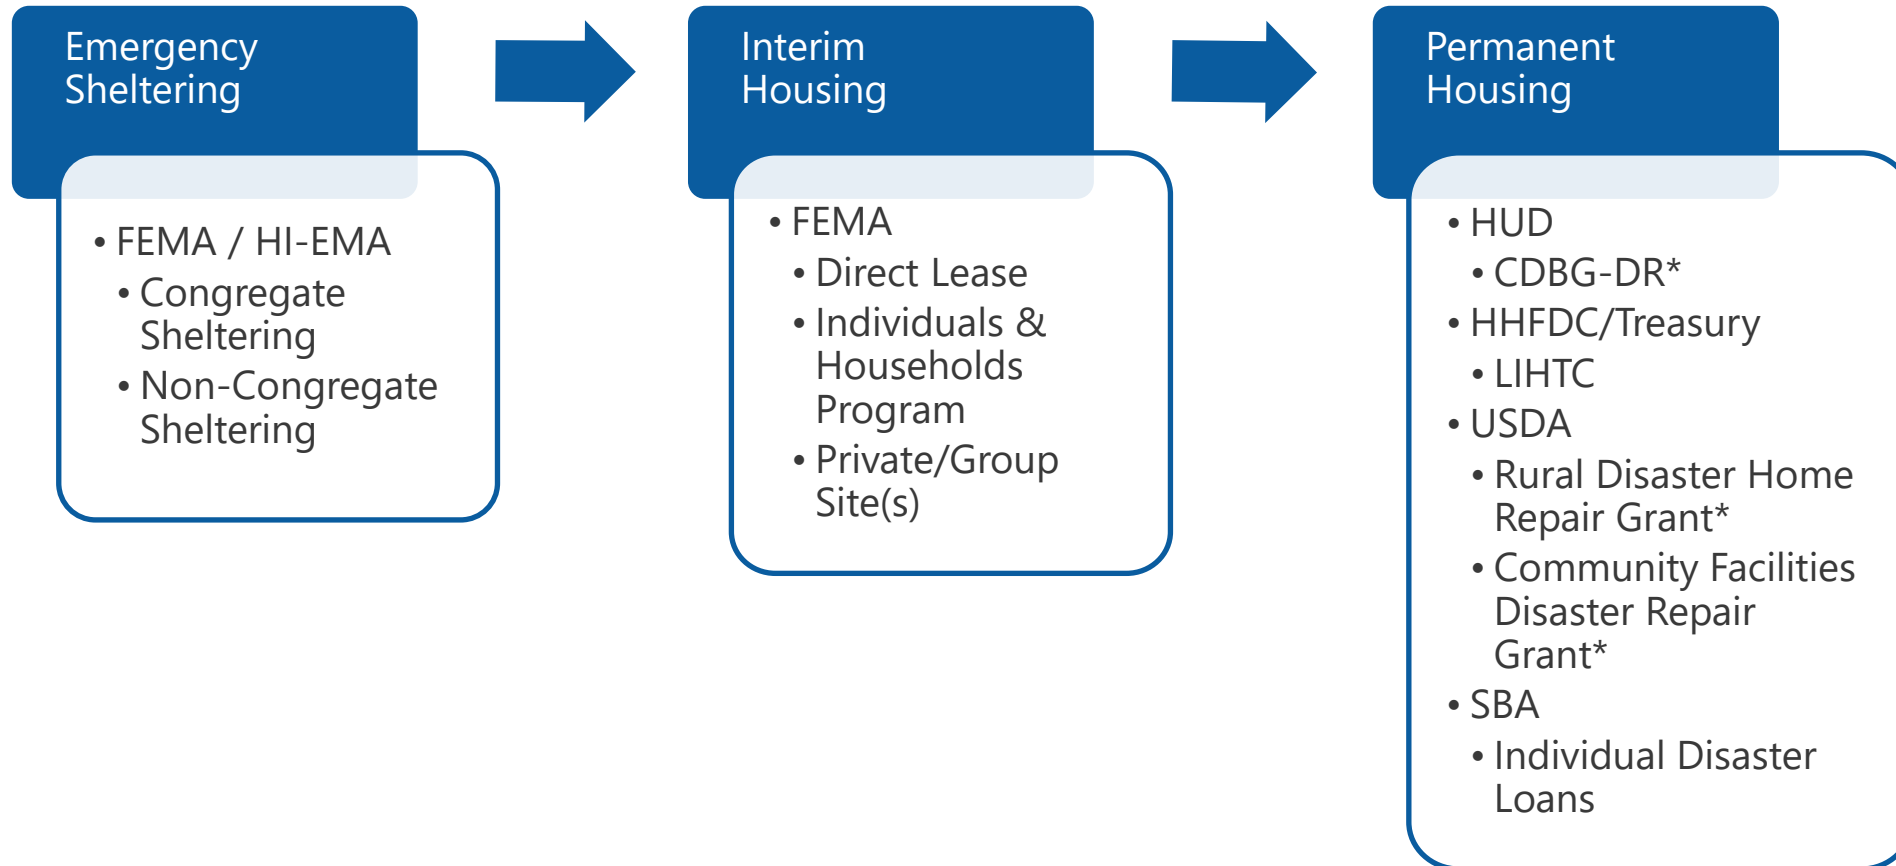 Emergency
Sheltering
• FEMA / HI-EMA
• Congregate
Sheltering
• Non-Congregate
Sheltering
Interim
Housing
• FEMA
• Direct Lease
• Individuals &
Households
Program
• Private/Group
Site(s)
Permanent
Housing
• HUD
• CDBG-DR*
• HHFDC/Treasury
• LIHTC
• USDA
• Rural Disaster Home
Repair Grant*
• Community Facilities
Disaster Repair
Grant*
• SBA
• Individual Disaster
Loans